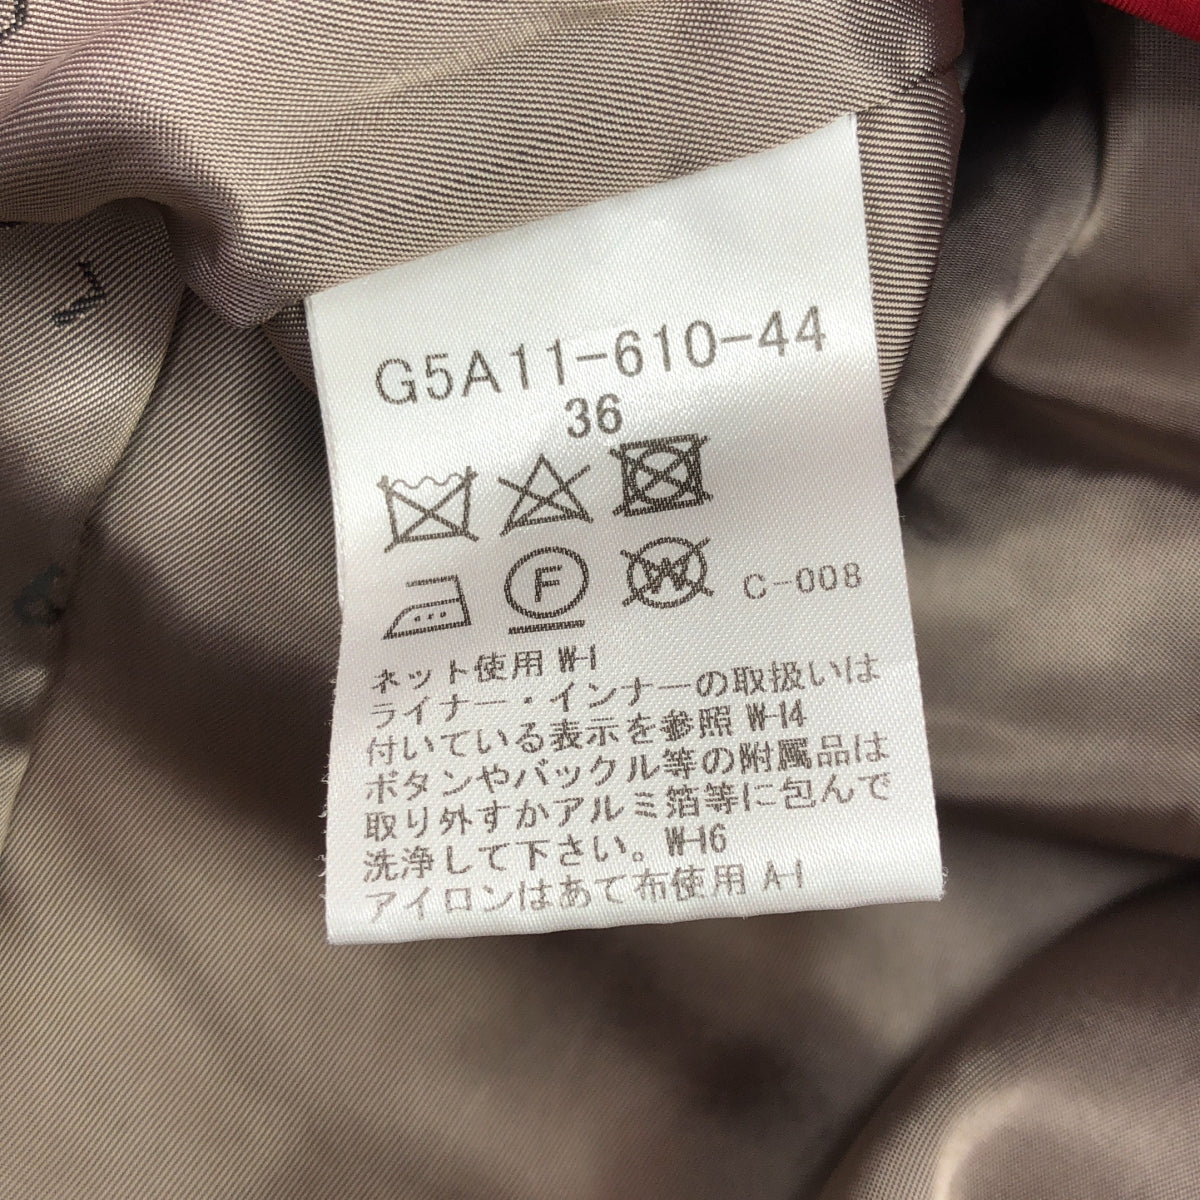 G5A11-610-44
36
F W C-008
ネット使用 W-1
ライナー・インナーの取扱いは
付いている表示を参照 W-14
ボタンやバックル等の附属品は
取り外すかアルミ箔等に包んで
洗浄して下さい。W-16
アイロンはあて布使用 A-1